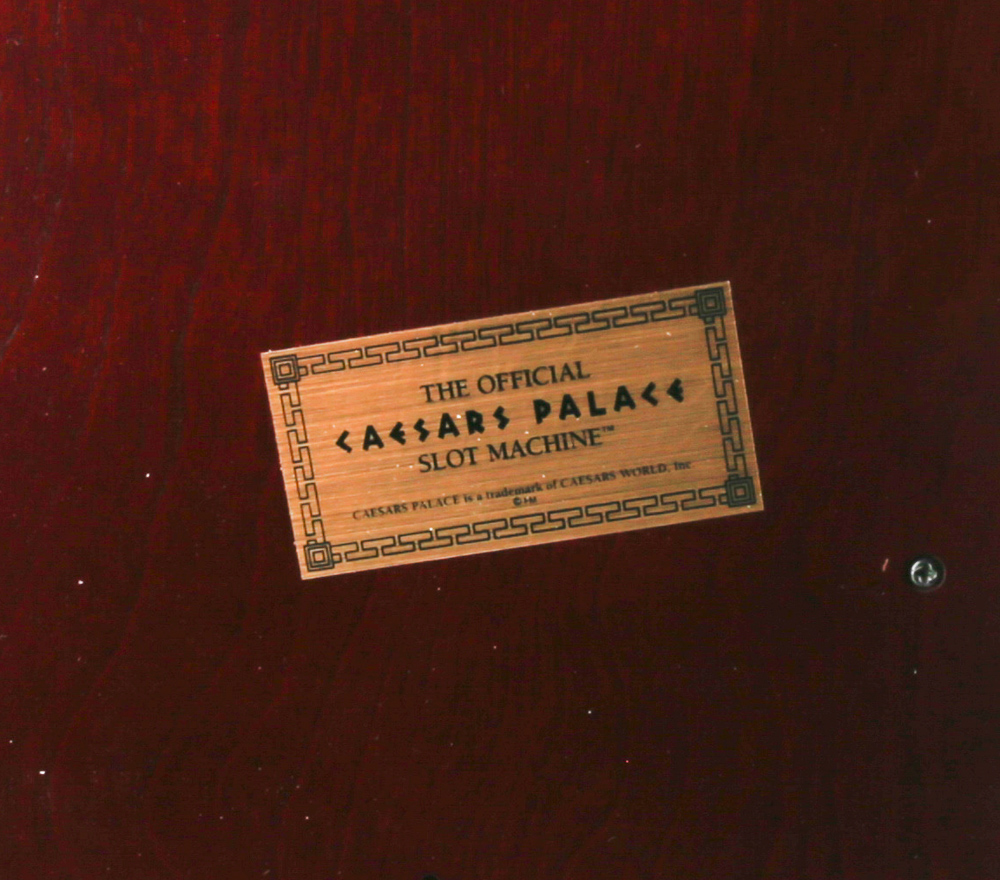 THE OFFICIAL
CAESARS PALACE
SLOT MACHINE™
CAESARS PALACE is a trademark of CAESARS WORLD, Inc
©